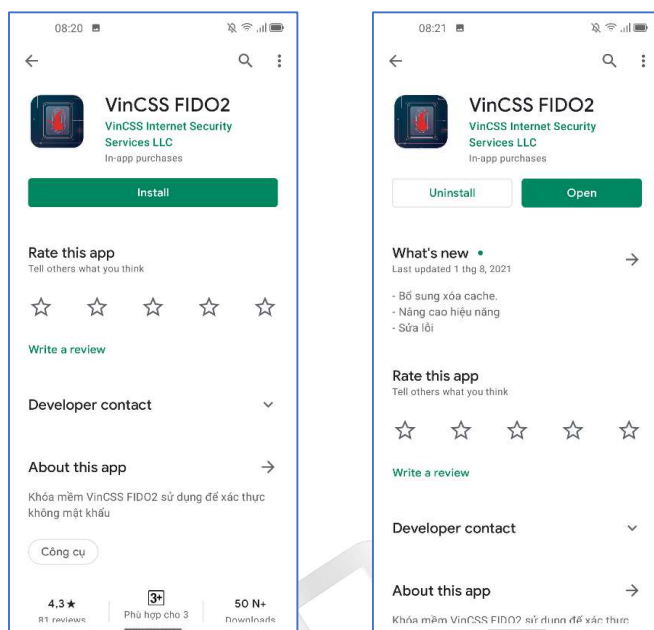 08:20
VinCSS FIDO2
VinCSS Internet Security
Services LLC
In-app purchases
Install
Rate this app
Tell others what you think
Write a review
Developer contact
About this app
Khóa mềm VinCSS FIDO2 sử dụng để xác thực
không mật khẩu
Công cụ
4,3★
81 reviews
3+
Phù hợp cho 3
50 N+
Downloads
08:21
VinCSS FIDO2
VinCSS Internet Security
Services LLC
In-app purchases
Uninstall
Open
What's new •
Last updated 1 thg 8, 2021
- Bổ sung xóa cache.
- Nâng cao hiệu năng
- Sửa lỗi
Rate this app
Tell others what you think
Write a review
Developer contact
About this app
Khóa mềm VinCSS FIDO2 sử dụng để xác thực